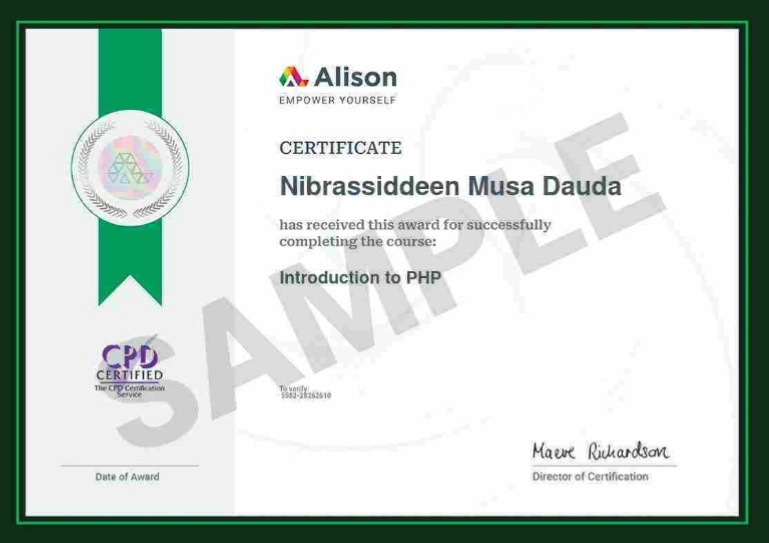 Alison
EMPOWER YOURSELF
CERTIFICATE
Nibrassiddeen Musa Dauda
has received this award for successfully
completing the course:
Introduction to PHP
SAMPLE
CPD
CERTIFIED
The CPD Certification
Service
To verify:
5582-28262610
Maeve Richardson
Date of Award
Director of Certification